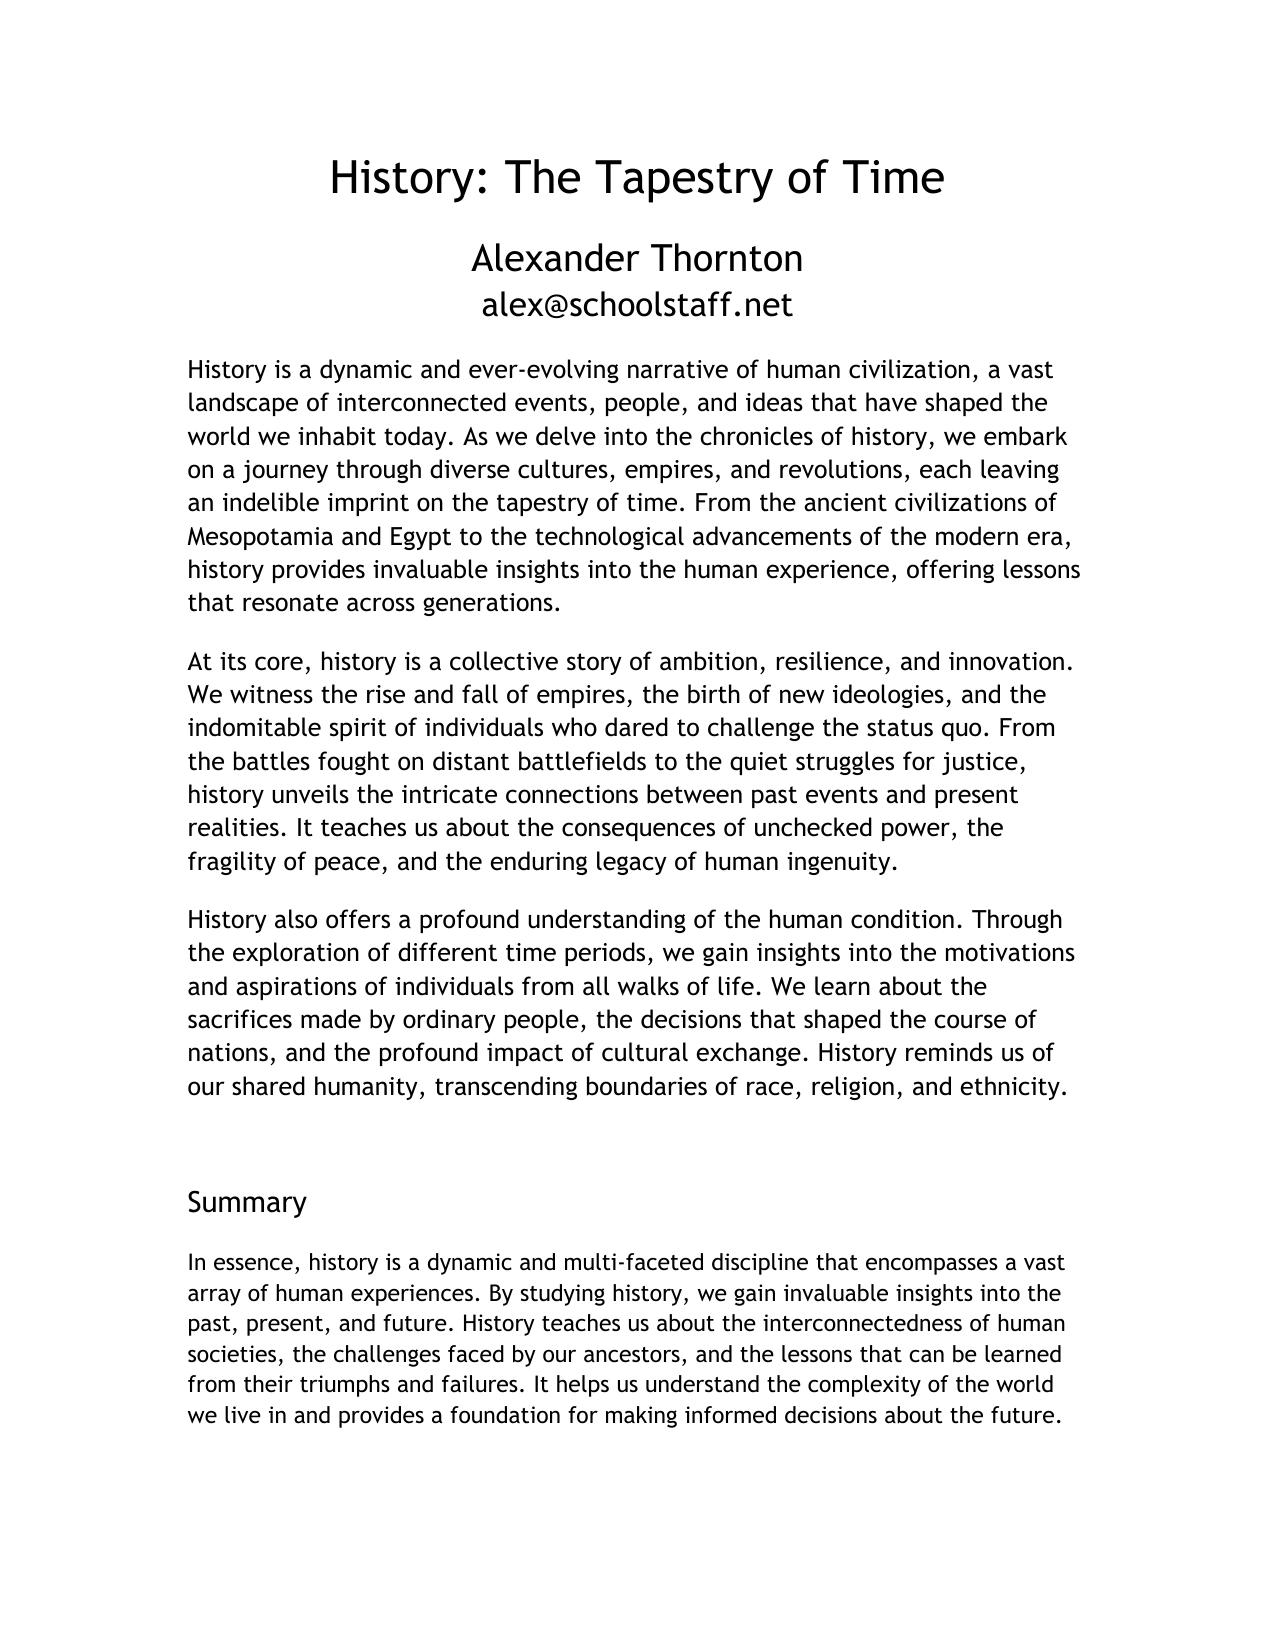 History: The Tapestry of Time
Alexander Thornton
alex@schoolstaff.net
History is a dynamic and ever-evolving narrative of human civilization, a vast
landscape of interconnected events, people, and ideas that have shaped the
world we inhabit today. As we delve into the chronicles of history, we embark
on a journey through diverse cultures, empires, and revolutions, each leaving
an indelible imprint on the tapestry of time. From the ancient civilizations of
Mesopotamia and Egypt to the technological advancements of the modern era,
history provides invaluable insights into the human experience, offering lessons
that resonate across generations.
At its core, history is a collective story of ambition, resilience, and innovation.
We witness the rise and fall of empires, the birth of new ideologies, and the
indomitable spirit of individuals who dared to challenge the status quo. From
the battles fought on distant battlefields to the quiet struggles for justice,
history unveils the intricate connections between past events and present
realities. It teaches us about the consequences of unchecked power, the
fragility of peace, and the enduring legacy of human ingenuity.
History also offers a profound understanding of the human condition. Through
the exploration of different time periods, we gain insights into the motivations
and aspirations of individuals from all walks of life. We learn about the
sacrifices made by ordinary people, the decisions that shaped the course of
nations, and the profound impact of cultural exchange. History reminds us of
our shared humanity, transcending boundaries of race, religion, and ethnicity.
Summary
In essence, history is a dynamic and multi-faceted discipline that encompasses a vast
array of human experiences. By studying history, we gain invaluable insights into the
past, present, and future. History teaches us about the interconnectedness of human
societies, the challenges faced by our ancestors, and the lessons that can be learned
from their triumphs and failures. It helps us understand the complexity of the world
we live in and provides a foundation for making informed decisions about the future.